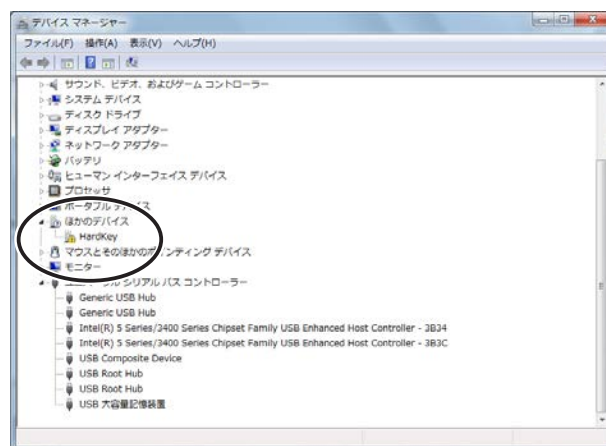 デバイス マネージャー
ファイル(F) 操作(A) 表示(V) ヘルプ(H)
サウンド、ビデオ、およびゲーム コントローラー
システム デバイス
ディスク ドライブ
ディスプレイ アダプター
ネットワーク アダプター
バッテリ
ヒューマン インターフェイス デバイス
プロセッサ
ポータブル デバイス
ほかのデバイス
HardKey
マウスとそのほかのポインティング デバイス
モニター
ユニバーサル シリアル バス コントローラー
Generic USB Hub
Generic USB Hub
Intel(R) 5 Series/3400 Series Chipset Family USB Enhanced Host Controller - 3B34
Intel(R) 5 Series/3400 Series Chipset Family USB Enhanced Host Controller - 3B3C
USB Composite Device
USB Root Hub
USB Root Hub
USB 大容量記憶装置